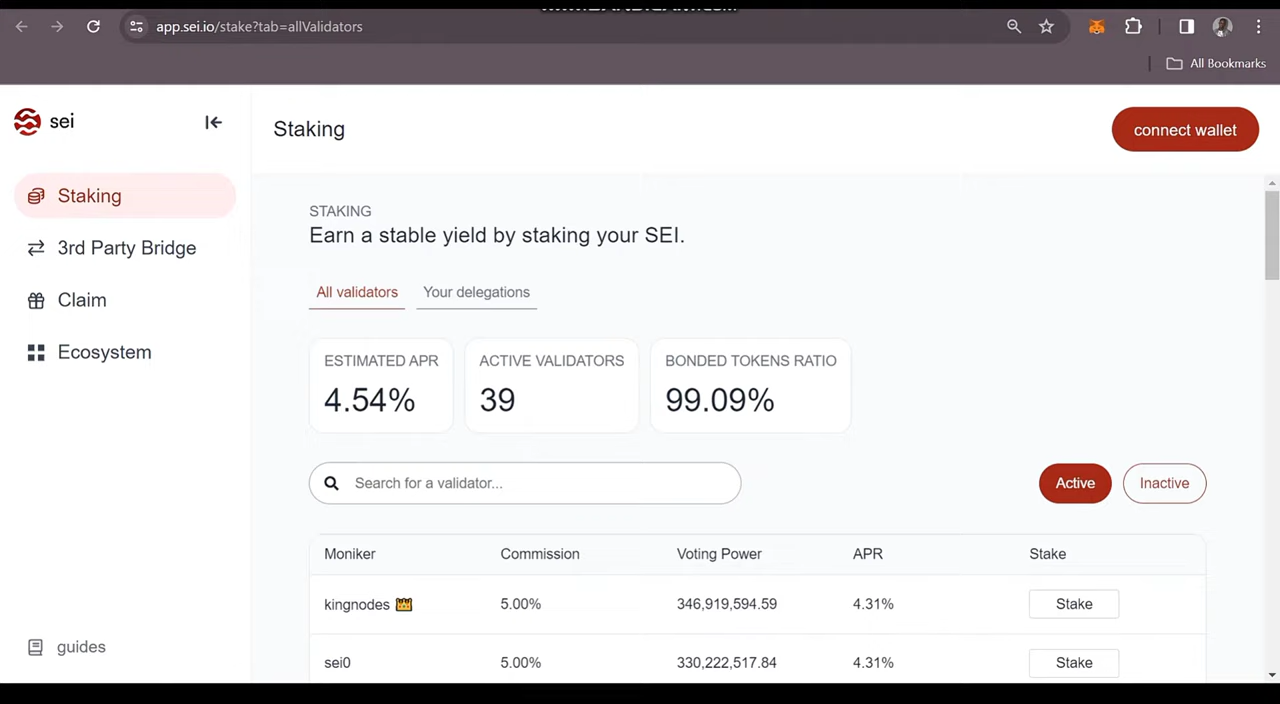 app.sei.io/stake?tab=allValidators
All Bookmarks
sei
Staking
connect wallet
Staking
3rd Party Bridge
Claim
Ecosystem
guides
STAKING
Earn a stable yield by staking your SEI.
All validators Your delegations
ESTIMATED APR ACTIVE VALIDATORS BONDED TOKENS RATIO
4.54% 39 99.09%
Search for a validator...
Active Inactive
Moniker Commission Voting Power APR Stake
kingnodes 5.00% 346,919,594.59 4.31% Stake
sei0 5.00% 330,222,517.84 4.31% Stake